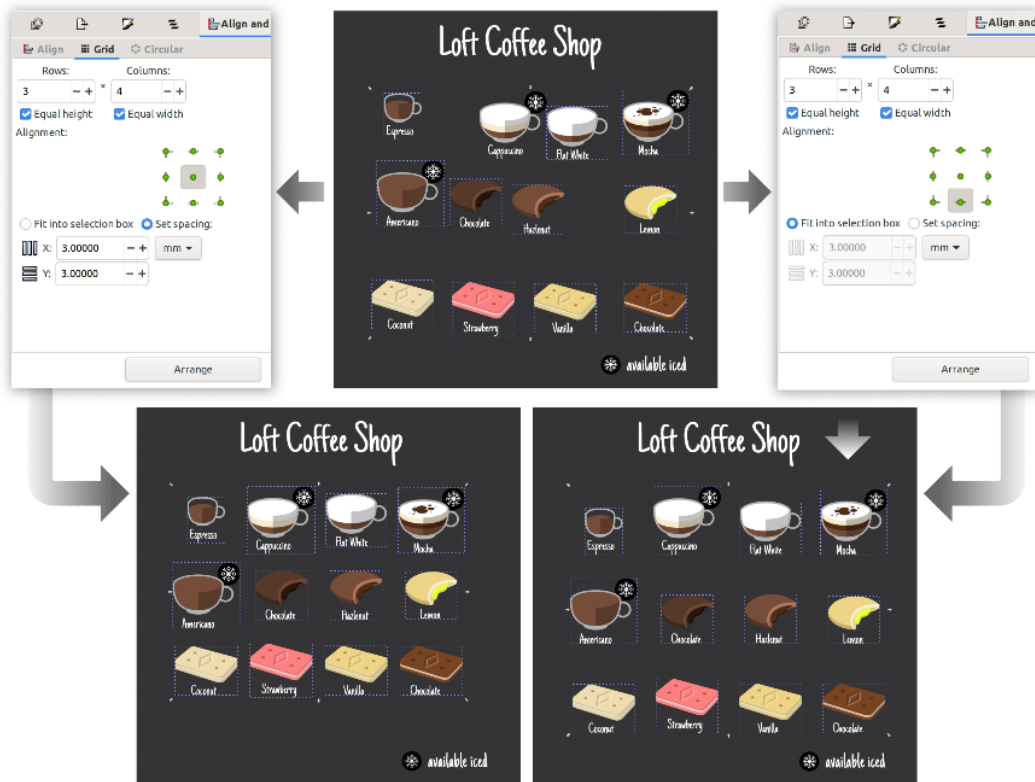 Align and
Align Grid Circular
Rows: Columns:
3 − + × 4 − +
Equal height Equal width
Alignment:
Fit into selection box Set spacing:
X: 3.00000 − + mm
Y: 3.00000 − +
Arrange
Loft Coffee Shop
Espresso Cappuccino Flat White Mocha
Americano Chocolate Hazlenut Lemon
Coconut Strawberry Vanilla Chocolate
available iced
Align and
Align Grid Circular
Rows: Columns:
3 − + × 4 − +
Equal height Equal width
Alignment:
Fit into selection box Set spacing:
X: 3.00000 − + mm
Y: 3.00000 − +
Arrange
Loft Coffee Shop
Espresso Cappuccino Flat White Mocha
Americano Chocolate Hazlenut Lemon
Coconut Strawberry Vanilla Chocolate
available iced
Loft Coffee Shop
Espresso Cappuccino Flat White Mocha
Americano Chocolate Hazlenut Lemon
Coconut Strawberry Vanilla Chocolate
available iced